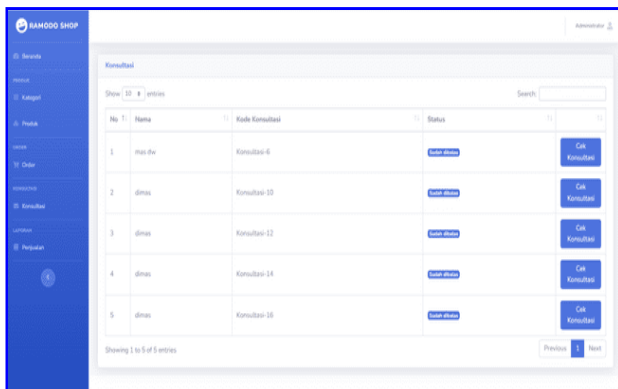 RAMODO SHOP
Administrator
Beranda
PRODUK
Kategori
Produk
ORDER
Order
KONSULTASI
Konsultasi
LAPORAN
Penjualan
Konsultasi
Show 10 entries
Search:
No Nama Kode Konsultasi Status
1 mas dw Konsultasi-6 Sudah dibalas Cek Konsultasi
2 dimas Konsultasi-10 Sudah dibalas Cek Konsultasi
3 dimas Konsultasi-12 Sudah dibalas Cek Konsultasi
4 dimas Konsultasi-14 Sudah dibalas Cek Konsultasi
5 dimas Konsultasi-16 Sudah dibalas Cek Konsultasi
Showing 1 to 5 of 5 entries
Previous 1 Next